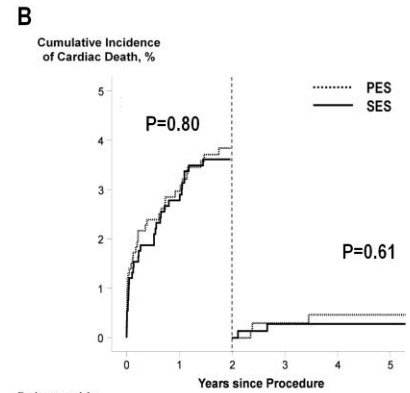 B
Cumulative Incidence
of Cardiac Death, %
5
4
3
2
1
0
P=0.80
PES
SES
P=0.61
0 1 2 3 4 5
Years since Procedure